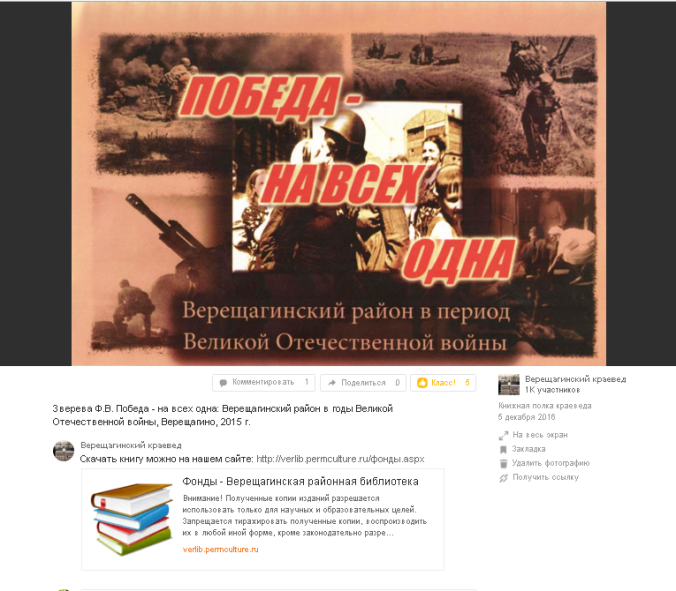 ПОБЕДА -
НА ВСЕХ
ОДНА
Верещагинский район в период
Великой Отечественной войны
Комментировать 1
Поделиться 0
Класс! 5
Верещагинский краевед
1K участников
Книжная полка краеведа
5 декабря 2016
На весь экран
Закладка
Удалить фотографию
Получить ссылку
Зверева Ф.В. Победа - на всех одна: Верещагинский район в годы Великой
Отечественной войны, Верещагино, 2015 г.
Верещагинский краевед
Скачать книгу можно на нашем сайте: http://verlib.permculture.ru/фонды.aspx
Фонды - Верещагинская районная библиотека
Внимание! Полученные копии изданий разрешается
использовать только для научных и образовательных целей.
Запрещается тиражировать полученные копии, воспроизводить
их в любой иной форме, кроме законодательно разре...
verlib.permculture.ru